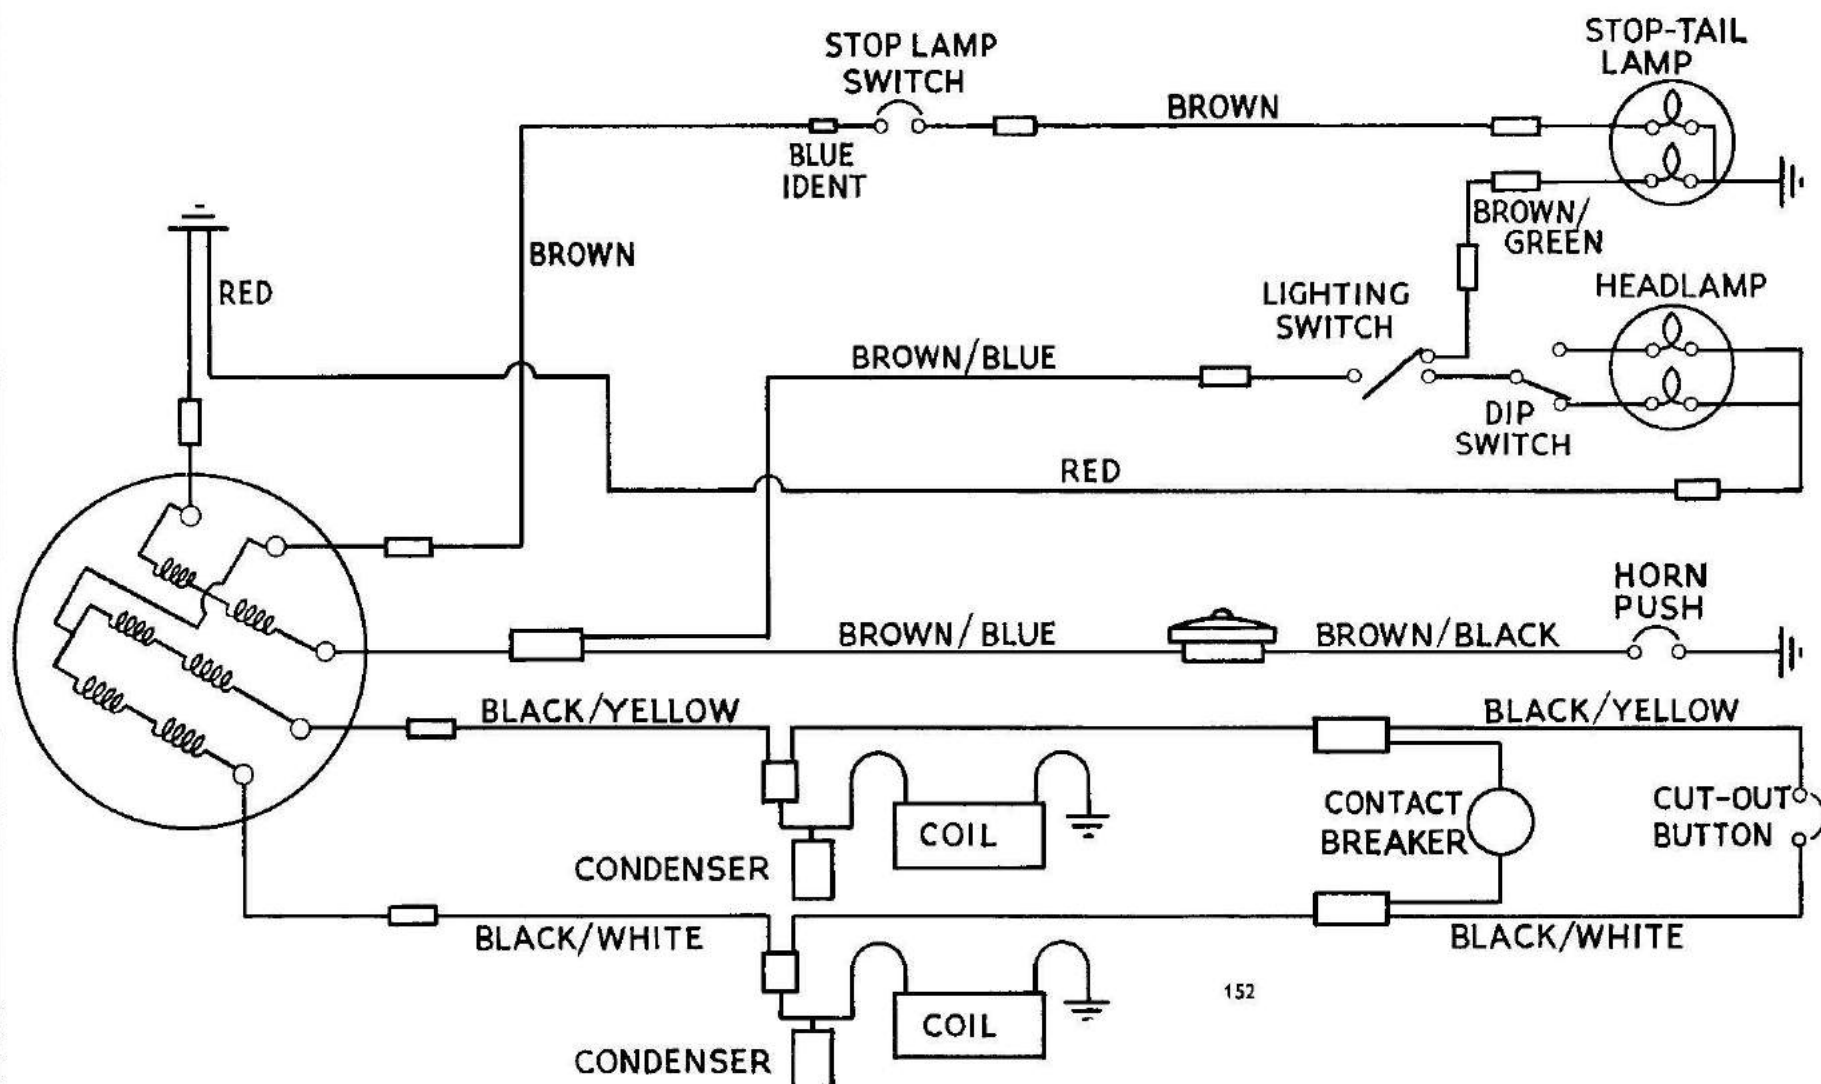 STOP LAMP
SWITCH
BROWN
STOP-TAIL
LAMP
BLUE
IDENT
BROWN/
GREEN
BROWN
RED
LIGHTING
SWITCH
HEADLAMP
BROWN/BLUE
DIP
SWITCH
RED
HORN
PUSH
BROWN/BLUE
BROWN/BLACK
BLACK/YELLOW
BLACK/YELLOW
CONTACT
BREAKER
CUT-OUT
BUTTON
COIL
CONDENSER
BLACK/WHITE
BLACK/WHITE
152
COIL
CONDENSER